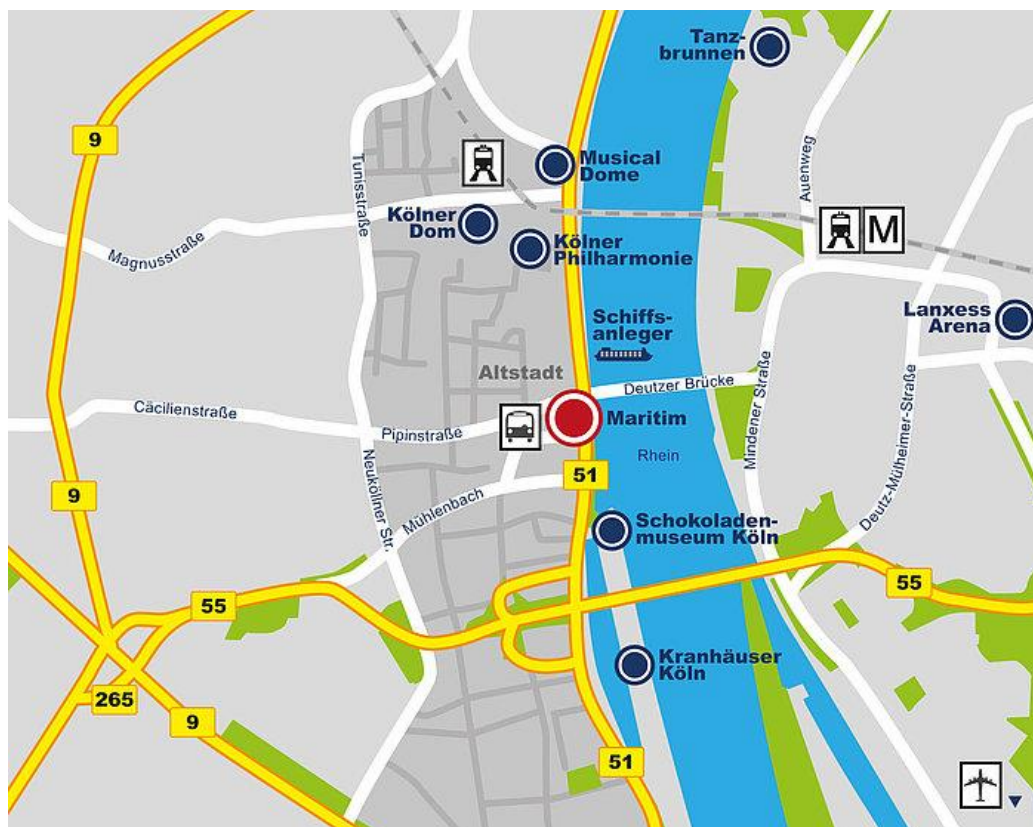 Tanz-
brunnen
9
Musical
Dome
Tunisstraße
Auenweg
Kölner
Dom
M
Magnusstraße
Kölner
Philharmonie
Lanxess
Arena
Schiffs-
anleger
Altstadt
Deutzer Brücke
Mindener Straße
Cäcilienstraße
Maritim
Pipinstraße
Rhein
Deutz-Mülheimer-Straße
51
9
Neuköllner Str.
Mühlenbach
Schokoladen-
museum Köln
55
55
Kranhäuser
Köln
265
9
51